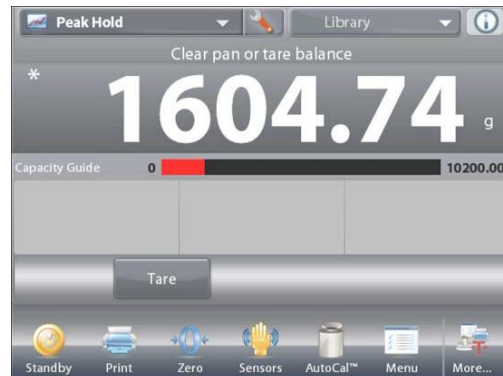 Peak Hold Library
Clear pan or tare balance
* 1604.74 g
Capacity Guide 0 10200.00
Tare
Standby Print Zero Sensors AutoCal™ Menu More...